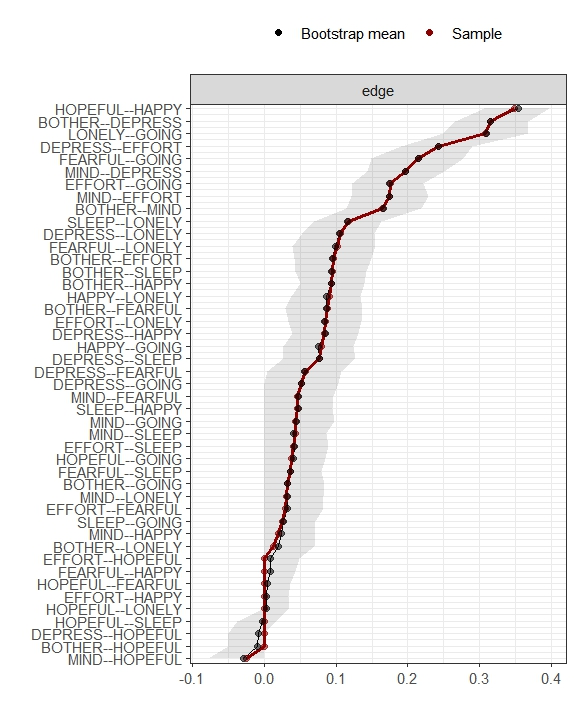 Bootstrap mean Sample
edge
HOPEFUL--HAPPY
BOTHER--DEPRESS
LONELY--GOING
DEPRESS--EFFORT
FEARFUL--GOING
MIND--DEPRESS
EFFORT--GOING
MIND--EFFORT
BOTHER--MIND
SLEEP--LONELY
DEPRESS--LONELY
FEARFUL--LONELY
BOTHER--EFFORT
BOTHER--SLEEP
BOTHER--HAPPY
HAPPY--LONELY
BOTHER--FEARFUL
EFFORT--LONELY
DEPRESS--HAPPY
HAPPY--GOING
DEPRESS--SLEEP
DEPRESS--FEARFUL
DEPRESS--GOING
MIND--FEARFUL
SLEEP--HAPPY
MIND--GOING
MIND--SLEEP
EFFORT--SLEEP
HOPEFUL--GOING
FEARFUL--SLEEP
BOTHER--GOING
MIND--LONELY
EFFORT--FEARFUL
SLEEP--GOING
MIND--HAPPY
BOTHER--LONELY
EFFORT--HOPEFUL
FEARFUL--HAPPY
HOPEFUL--FEARFUL
EFFORT--HAPPY
HOPEFUL--LONELY
HOPEFUL--SLEEP
DEPRESS--HOPEFUL
BOTHER--HOPEFUL
MIND--HOPEFUL
-0.1 0.0 0.1 0.2 0.3 0.4